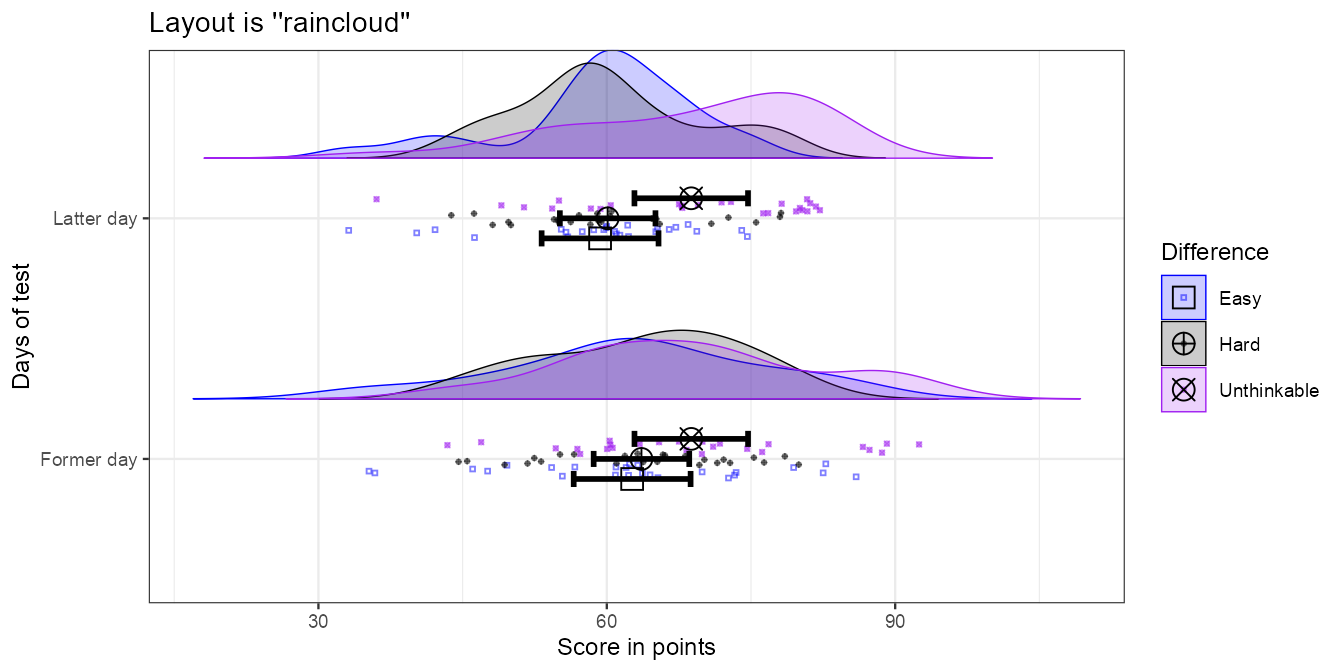 Layout is ''raincloud''
Days of test
Latter day
Former day
30
60
90
Score in points
Difference
Easy
Hard
Unthinkable